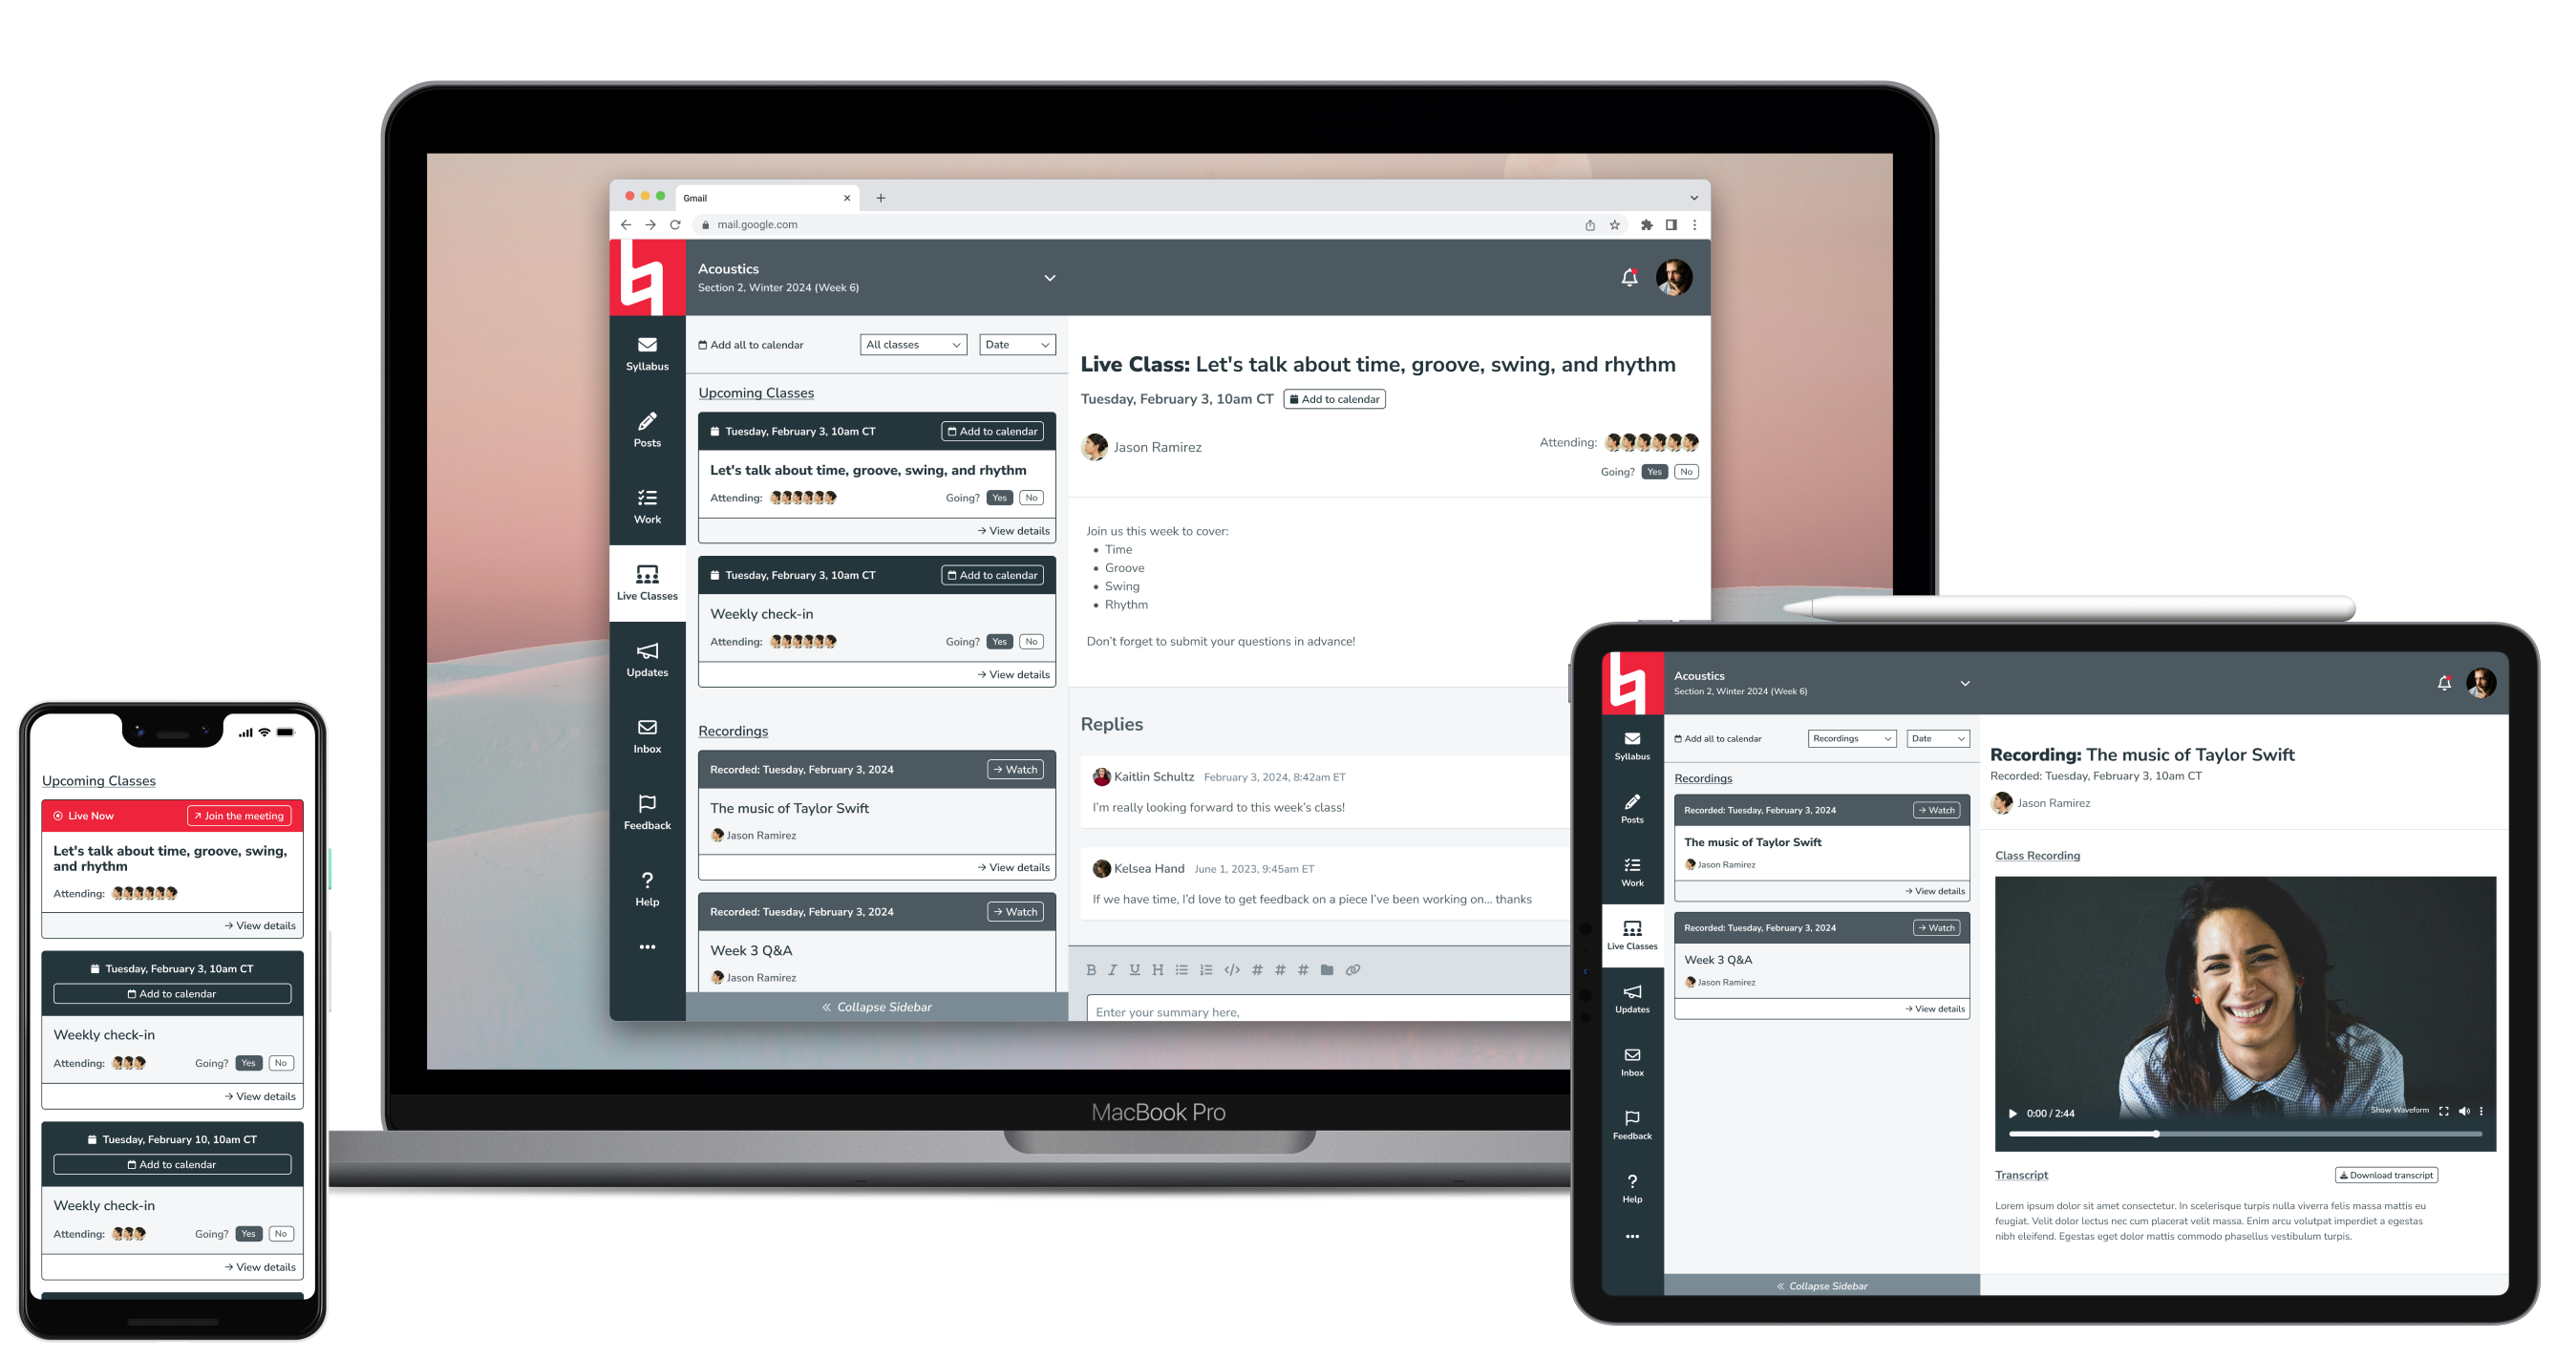 Gmail
mail.google.com
Acoustics
Section 2, Winter 2024 (Week 6)
Syllabus
Posts
Work
Live Classes
Updates
Inbox
Feedback
Help
Add all to calendar
All classes
Date
Upcoming Classes
Tuesday, February 3, 10am CT
Add to calendar
Let's talk about time, groove, swing, and rhythm
Attending:
Going? Yes No
→ View details
Tuesday, February 3, 10am CT
Add to calendar
Weekly check-in
Attending:
Going? Yes No
→ View details
Recordings
Recorded: Tuesday, February 3, 2024
→ Watch
The music of Taylor Swift
Jason Ramirez
→ View details
Recorded: Tuesday, February 3, 2024
→ Watch
Week 3 Q&A
Jason Ramirez
Collapse Sidebar
Live Class: Let's talk about time, groove, swing, and rhythm
Tuesday, February 3, 10am CT
Add to calendar
Jason Ramirez
Attending:
Going? Yes No
Join us this week to cover:
• Time
• Groove
• Swing
• Rhythm
Don't forget to submit your questions in advance!
Replies
Kaitlin Schultz February 3, 2024, 8:42am ET
I'm really looking forward to this week's class!
Kelsea Hand June 1, 2023, 9:45am ET
If we have time, I'd love to get feedback on a piece I've been working on... thanks
B I U H </> # # #
Enter your summary here,
MacBook Pro
Upcoming Classes
Live Now
Join the meeting
Let's talk about time, groove, swing,
and rhythm
Attending:
→ View details
Tuesday, February 3, 10am CT
Add to calendar
Weekly check-in
Attending:
Going? Yes No
→ View details
Tuesday, February 10, 10am CT
Add to calendar
Weekly check-in
Attending:
Going? Yes No
→ View details
Acoustics
Section 2, Winter 2024 (Week 6)
Syllabus
Posts
Work
Live Classes
Updates
Inbox
Feedback
Help
Add all to calendar
Recordings
Date
Recordings
Recorded: Tuesday, February 3, 2024
→ Watch
The music of Taylor Swift
Jason Ramirez
→ View details
Recorded: Tuesday, February 3, 2024
→ Watch
Week 3 Q&A
Jason Ramirez
→ View details
Collapse Sidebar
Recording: The music of Taylor Swift
Recorded: Tuesday, February 3, 10am CT
Jason Ramirez
Class Recording
0:00 / 2:44
Show Waveform
Transcript
Download transcript
Lorem ipsum dolor sit amet consectetur. In scelerisque turpis nulla viverra felis massa mattis eu
feugiat. Velit dolor lectus nec cum placerat velit massa. Enim arcu volutpat imperdiet a egestas
nibh eleifend. Egestas eget dolor mattis commodo phasellus vestibulum turpis.